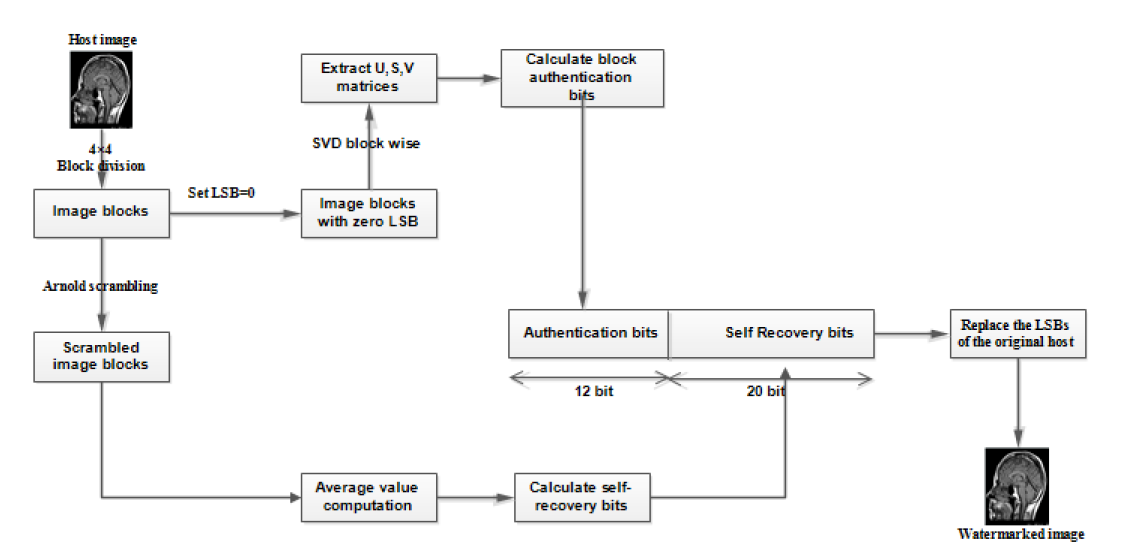 Host image
4×4
Block division
Image blocks
Set LSB=0
Image blocks
with zero LSB
SVD block wise
Extract U,S,V
matrices
Calculate block
authentication
bits
Arnold scrambling
Scrambled
image blocks
Average value
computation
Calculate self-
recovery bits
Authentication bits
Self Recovery bits
12 bit
20 bit
Replace the LSBs
of the original host
Watermarked image